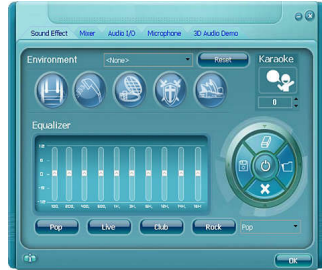 Sound Effect Mixer Audio I/O Microphone 3D Audio Demo
Environment <None> Reset Karaoke
0
Equalizer
Pop Live Club Rock Pop
OK